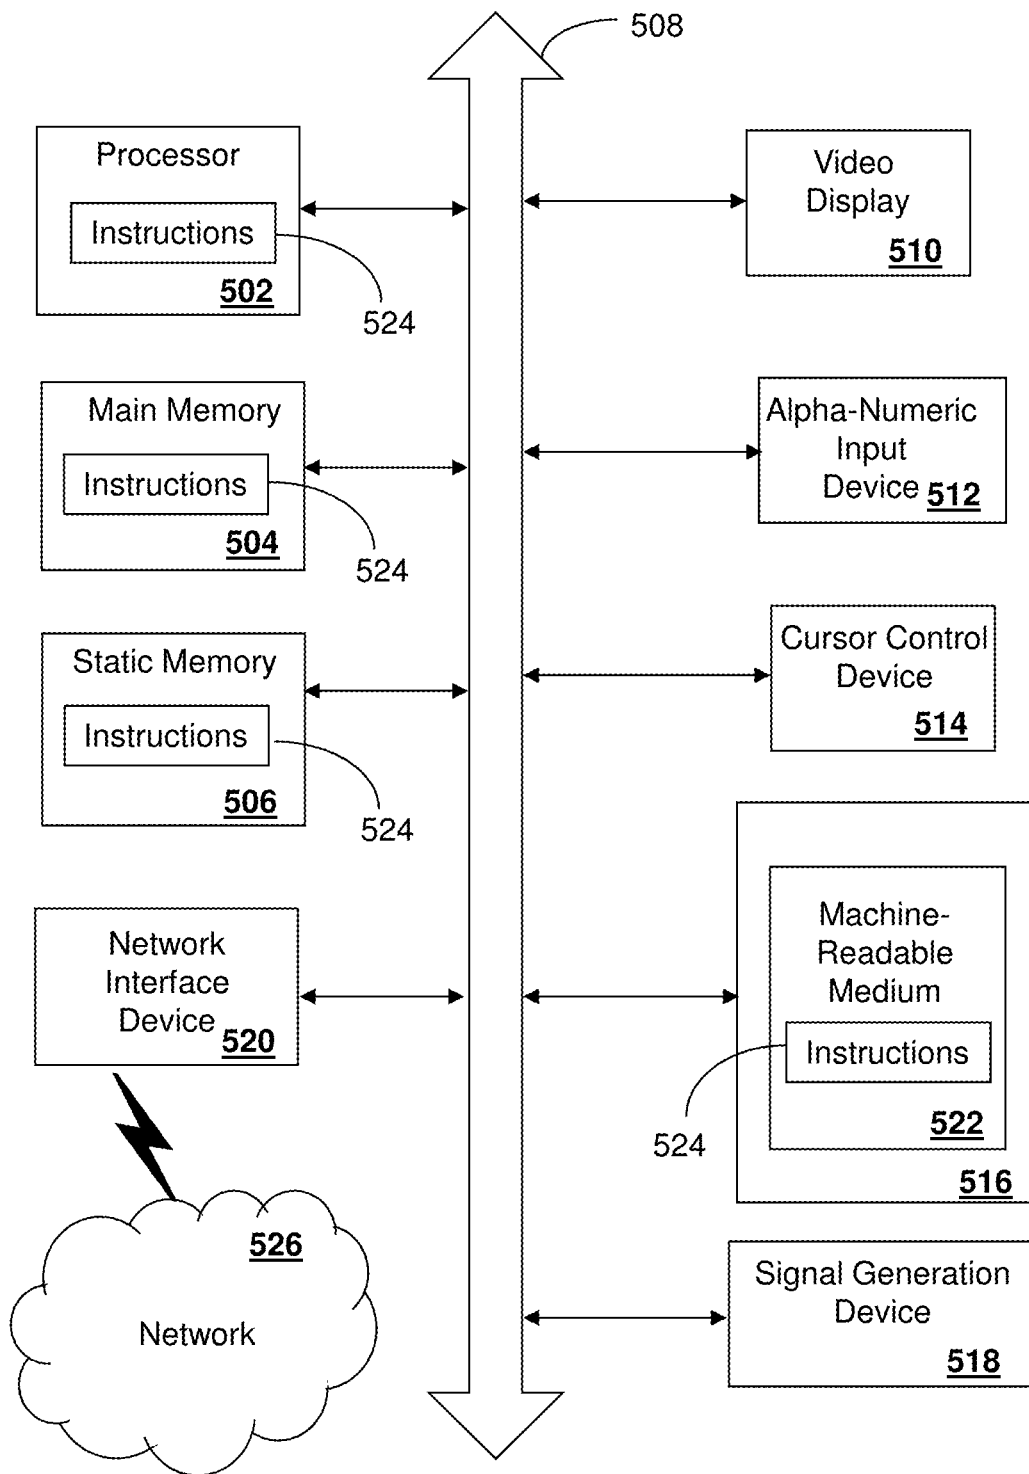 508
Processor
Instructions
502
524
Main Memory
Instructions
504
524
Static Memory
Instructions
506
524
Network
Interface
Device
520
526
Network
Video
Display
510
Alpha-Numeric
Input
Device
512
Cursor Control
Device
514
Machine-
Readable
Medium
Instructions
522
524
516
Signal Generation
Device
518